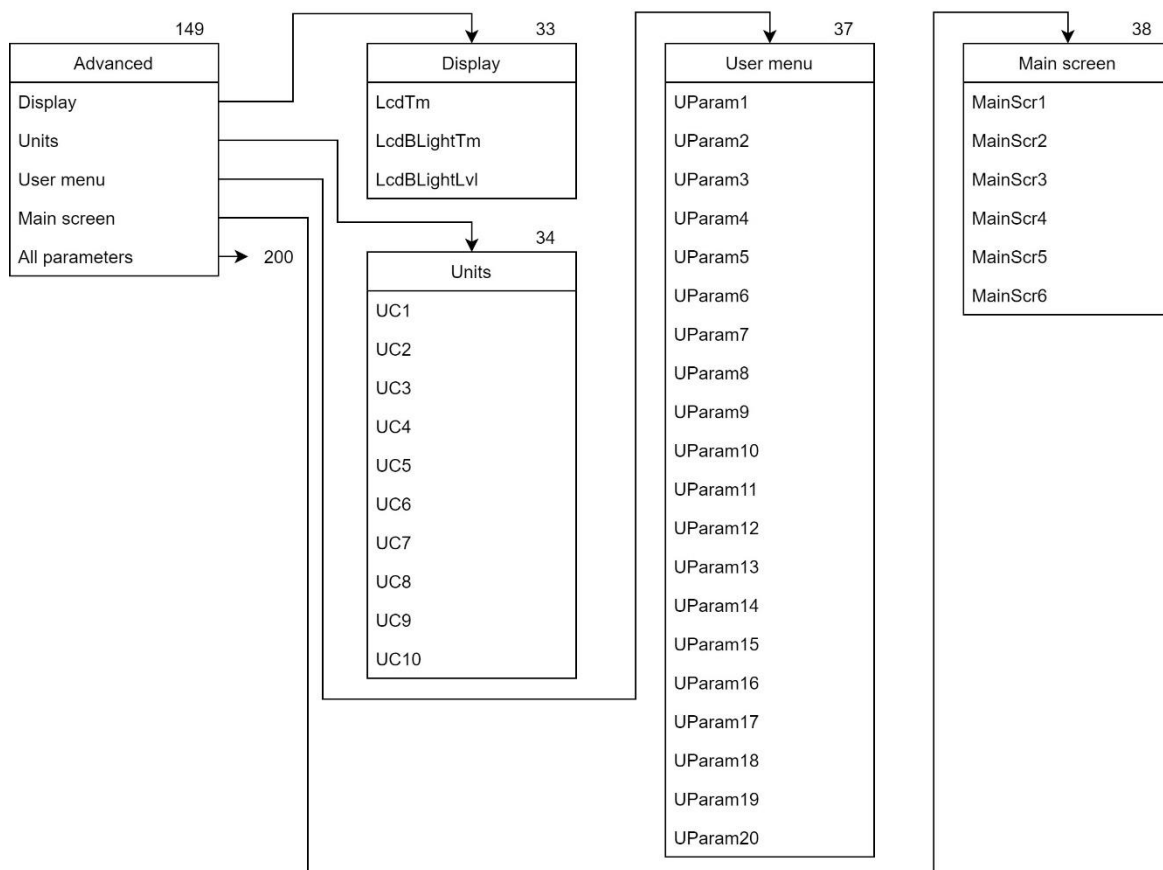 149
Advanced
Display
Units
User menu
Main screen
All parameters
200
33
Display
LcdTm
LcdBLightTm
LcdBLightLvl
34
Units
UC1
UC2
UC3
UC4
UC5
UC6
UC7
UC8
UC9
UC10
37
User menu
UParam1
UParam2
UParam3
UParam4
UParam5
UParam6
UParam7
UParam8
UParam9
UParam10
UParam11
UParam12
UParam13
UParam14
UParam15
UParam16
UParam17
UParam18
UParam19
UParam20
38
Main screen
MainScr1
MainScr2
MainScr3
MainScr4
MainScr5
MainScr6